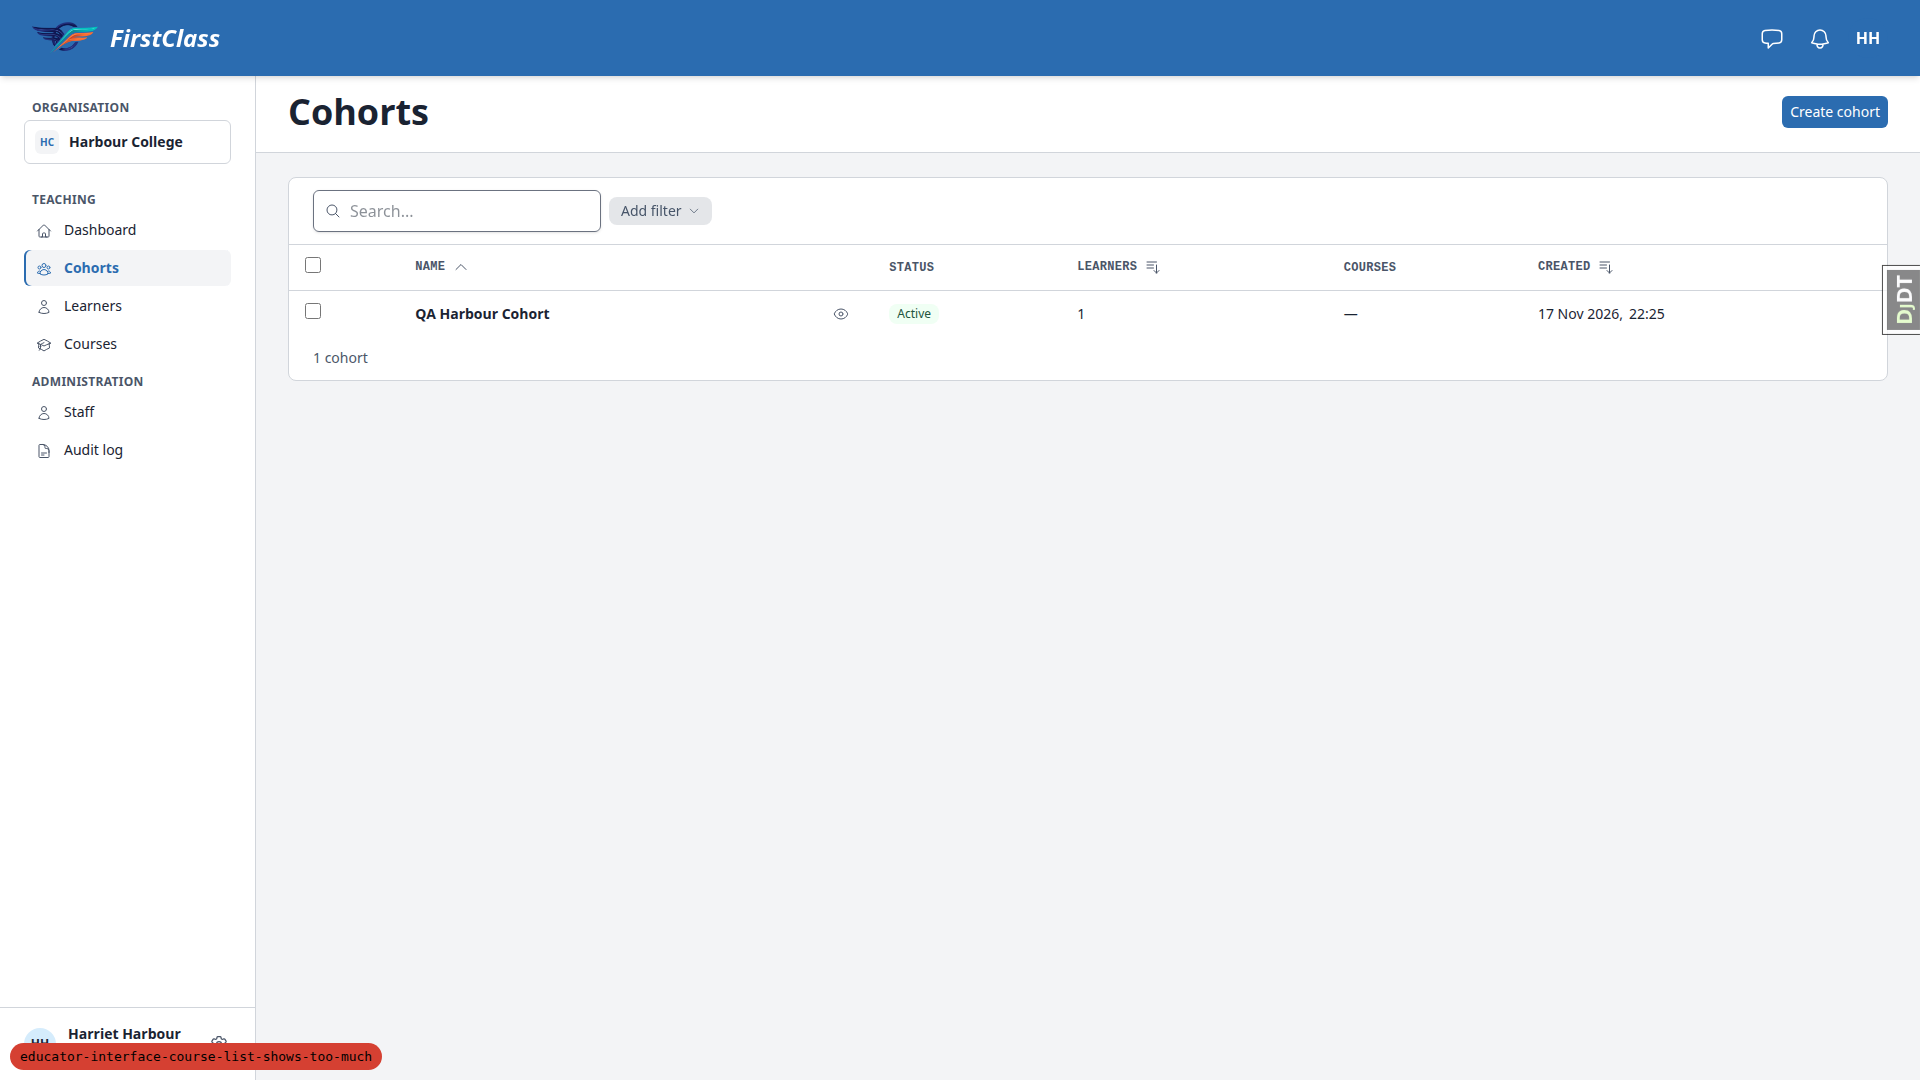 FirstClass
HH
ORGANISATION
HC Harbour College
TEACHING
Dashboard
Cohorts
Learners
Courses
ADMINISTRATION
Staff
Audit log
Cohorts
Create cohort
Search...
Add filter
NAME STATUS LEARNERS COURSES CREATED
QA Harbour Cohort Active 1 — 17 Nov 2026, 22:25
1 cohort
DjDT
HH Harriet Harbour
educator-interface-course-list-shows-too-much